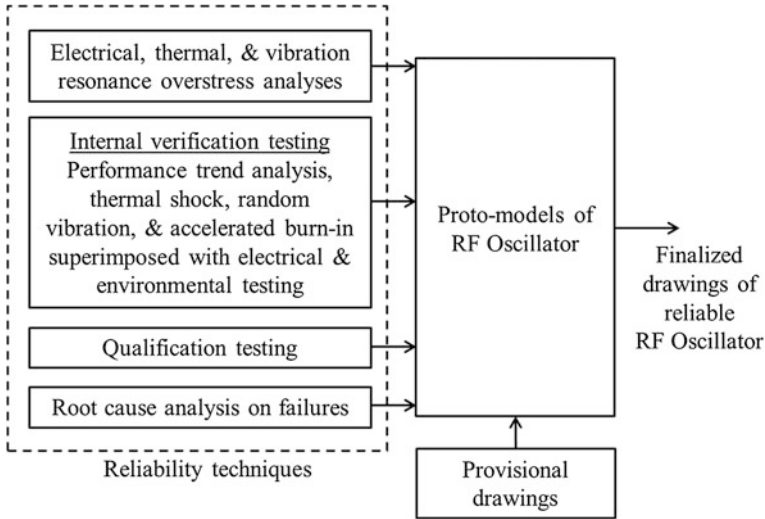 Electrical, thermal, & vibration
resonance overstress analyses
Internal verification testing
Performance trend analysis,
thermal shock, random
vibration, & accelerated burn-in
superimposed with electrical &
environmental testing
Qualification testing
Root cause analysis on failures
Reliability techniques
Proto-models of
RF Oscillator
Provisional
drawings
Finalized
drawings of
reliable
RF Oscillator